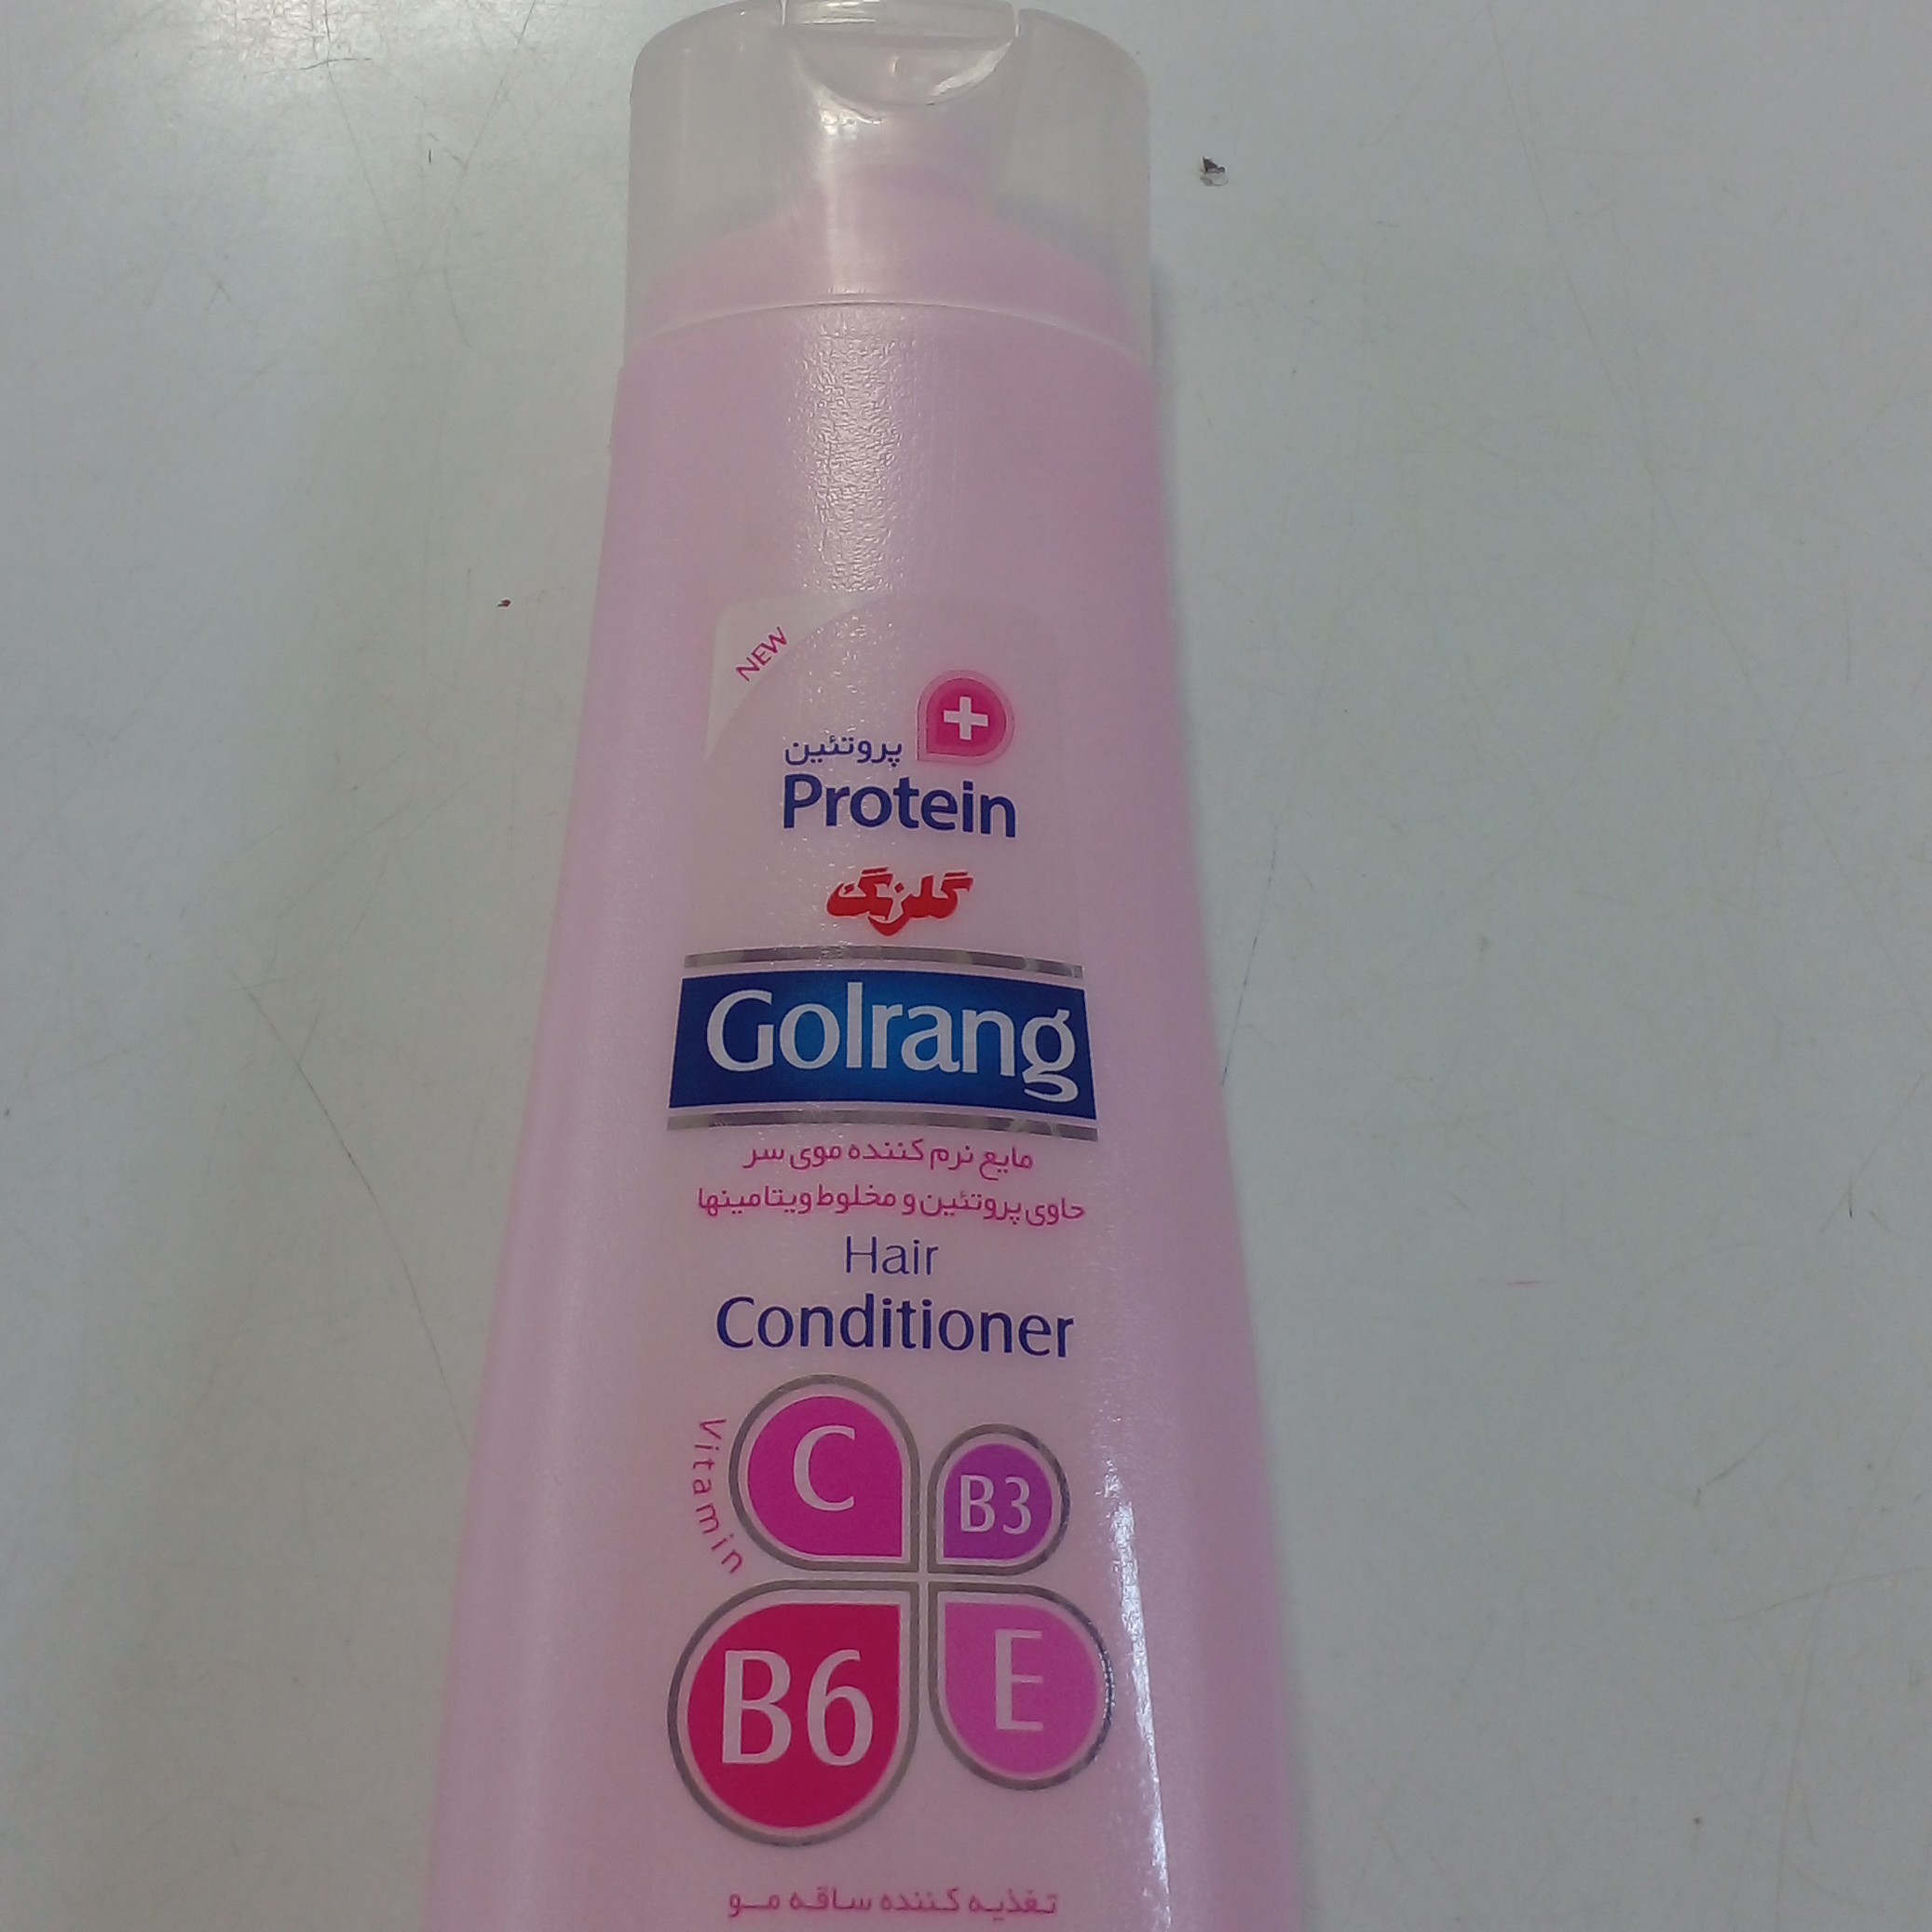 NEW
+
پروتئین
Protein
گلرنگ
Golrang
مایع نرم کننده موی سر
حاوی پروتئین و مخلوط ویتامینها
Hair
Conditioner
Vitamin
C
B3
B6
E
تغذیه کننده ساقه مو